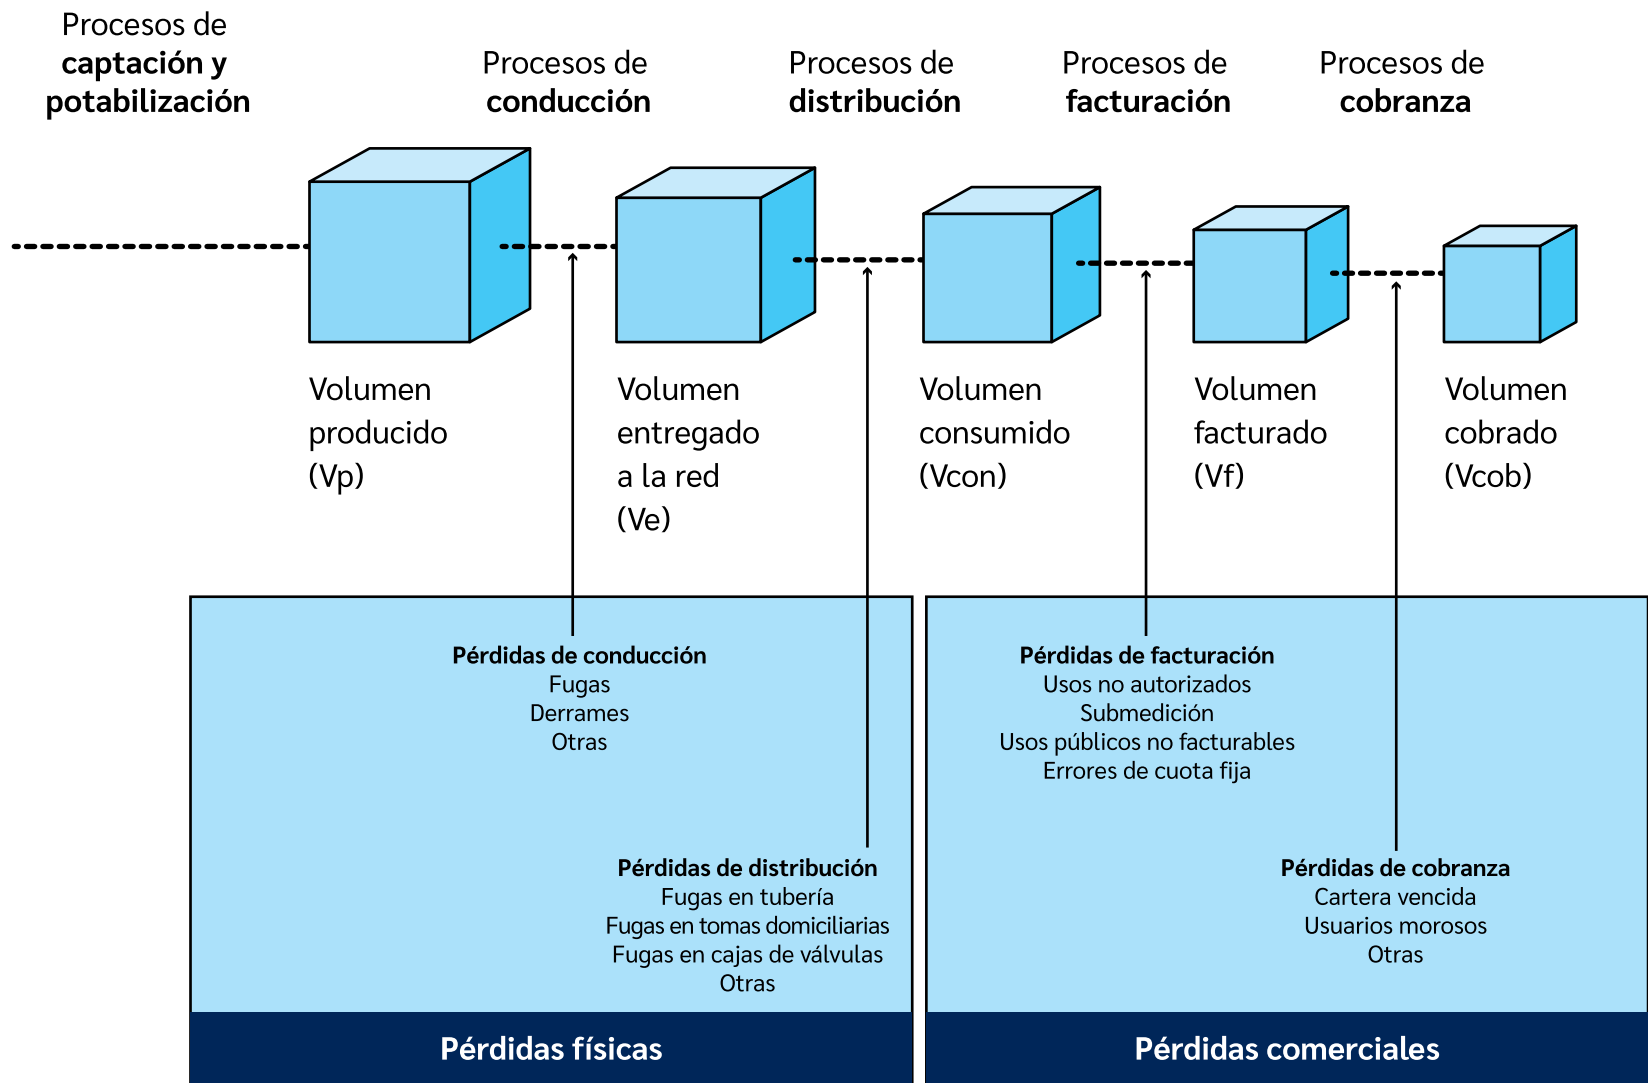 Procesos de
captación y
potabilización
Procesos de
conducción
Procesos de
distribución
Procesos de
facturación
Procesos de
cobranza
Volumen
producido
(Vp)
Volumen
entregado
a la red
(Ve)
Volumen
consumido
(Vcon)
Volumen
facturado
(Vf)
Volumen
cobrado
(Vcob)
Pérdidas de conducción
Fugas
Derrames
Otras
Pérdidas de distribución
Fugas en tubería
Fugas en tomas domiciliarias
Fugas en cajas de válvulas
Otras
Pérdidas físicas
Pérdidas de facturación
Usos no autorizados
Submedición
Usos públicos no facturables
Errores de cuota fija
Pérdidas de cobranza
Cartera vencida
Usuarios morosos
Otras
Pérdidas comerciales